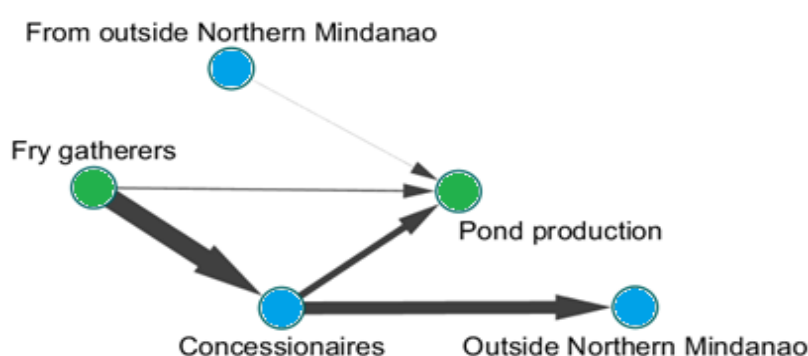 From outside Northern Mindanao
Fry gatherers
Pond production
Concessionaires
Outside Northern Mindanao